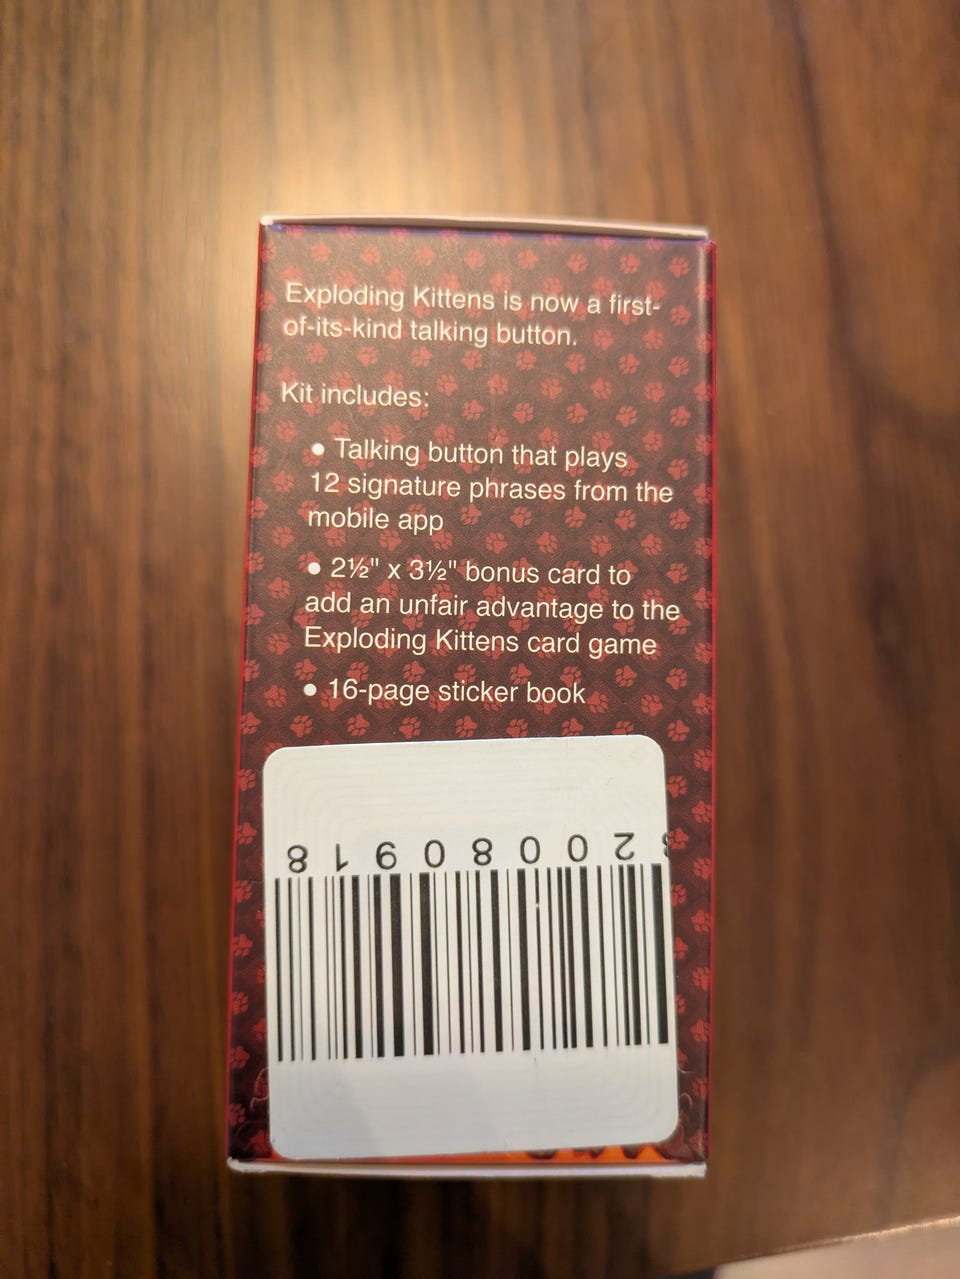 Exploding Kittens is now a first-
of-its-kind talking button.
Kit includes:
• Talking button that plays
12 signature phrases from the
mobile app
• 2½" x 3½" bonus card to
add an unfair advantage to the
Exploding Kittens card game
• 16-page sticker book
20080918